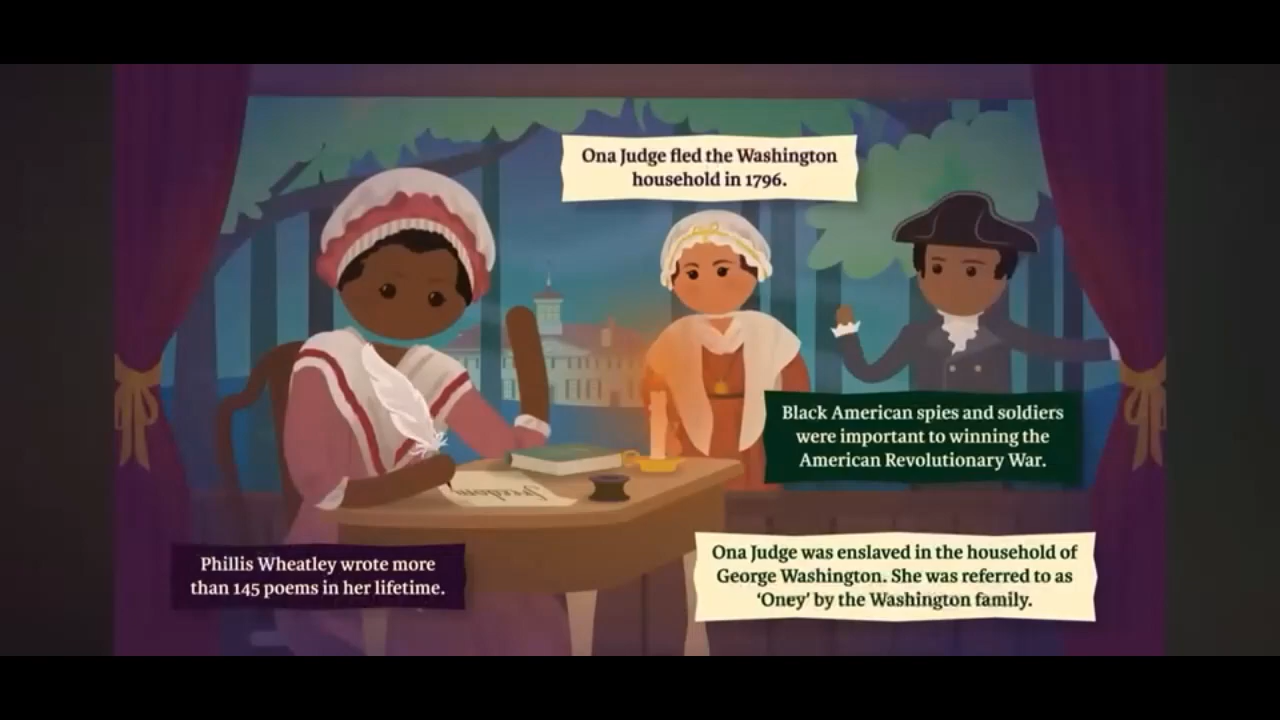 Ona Judge fled the Washington
household in 1796.
Black American spies and soldiers
were important to winning the
American Revolutionary War.
Phillis Wheatley wrote more
than 145 poems in her lifetime.
Ona Judge was enslaved in the household of
George Washington. She was referred to as
‘Oney’ by the Washington family.
freedom